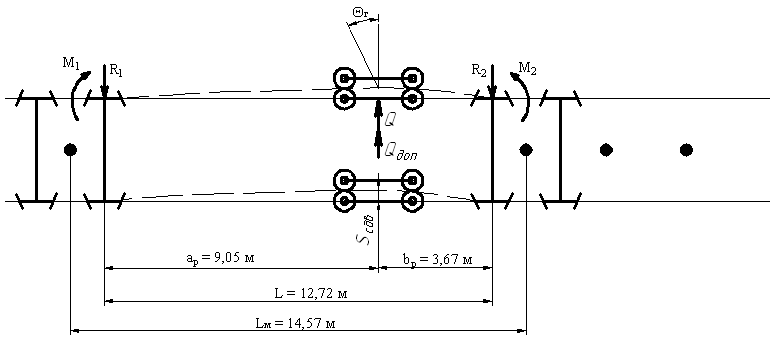 Θг
M1
R1
R2
M2
Q
Qдоп
Sсдв
ap = 9,05 м
bp = 3,67 м
L = 12,72 м
Lм = 14,57 м